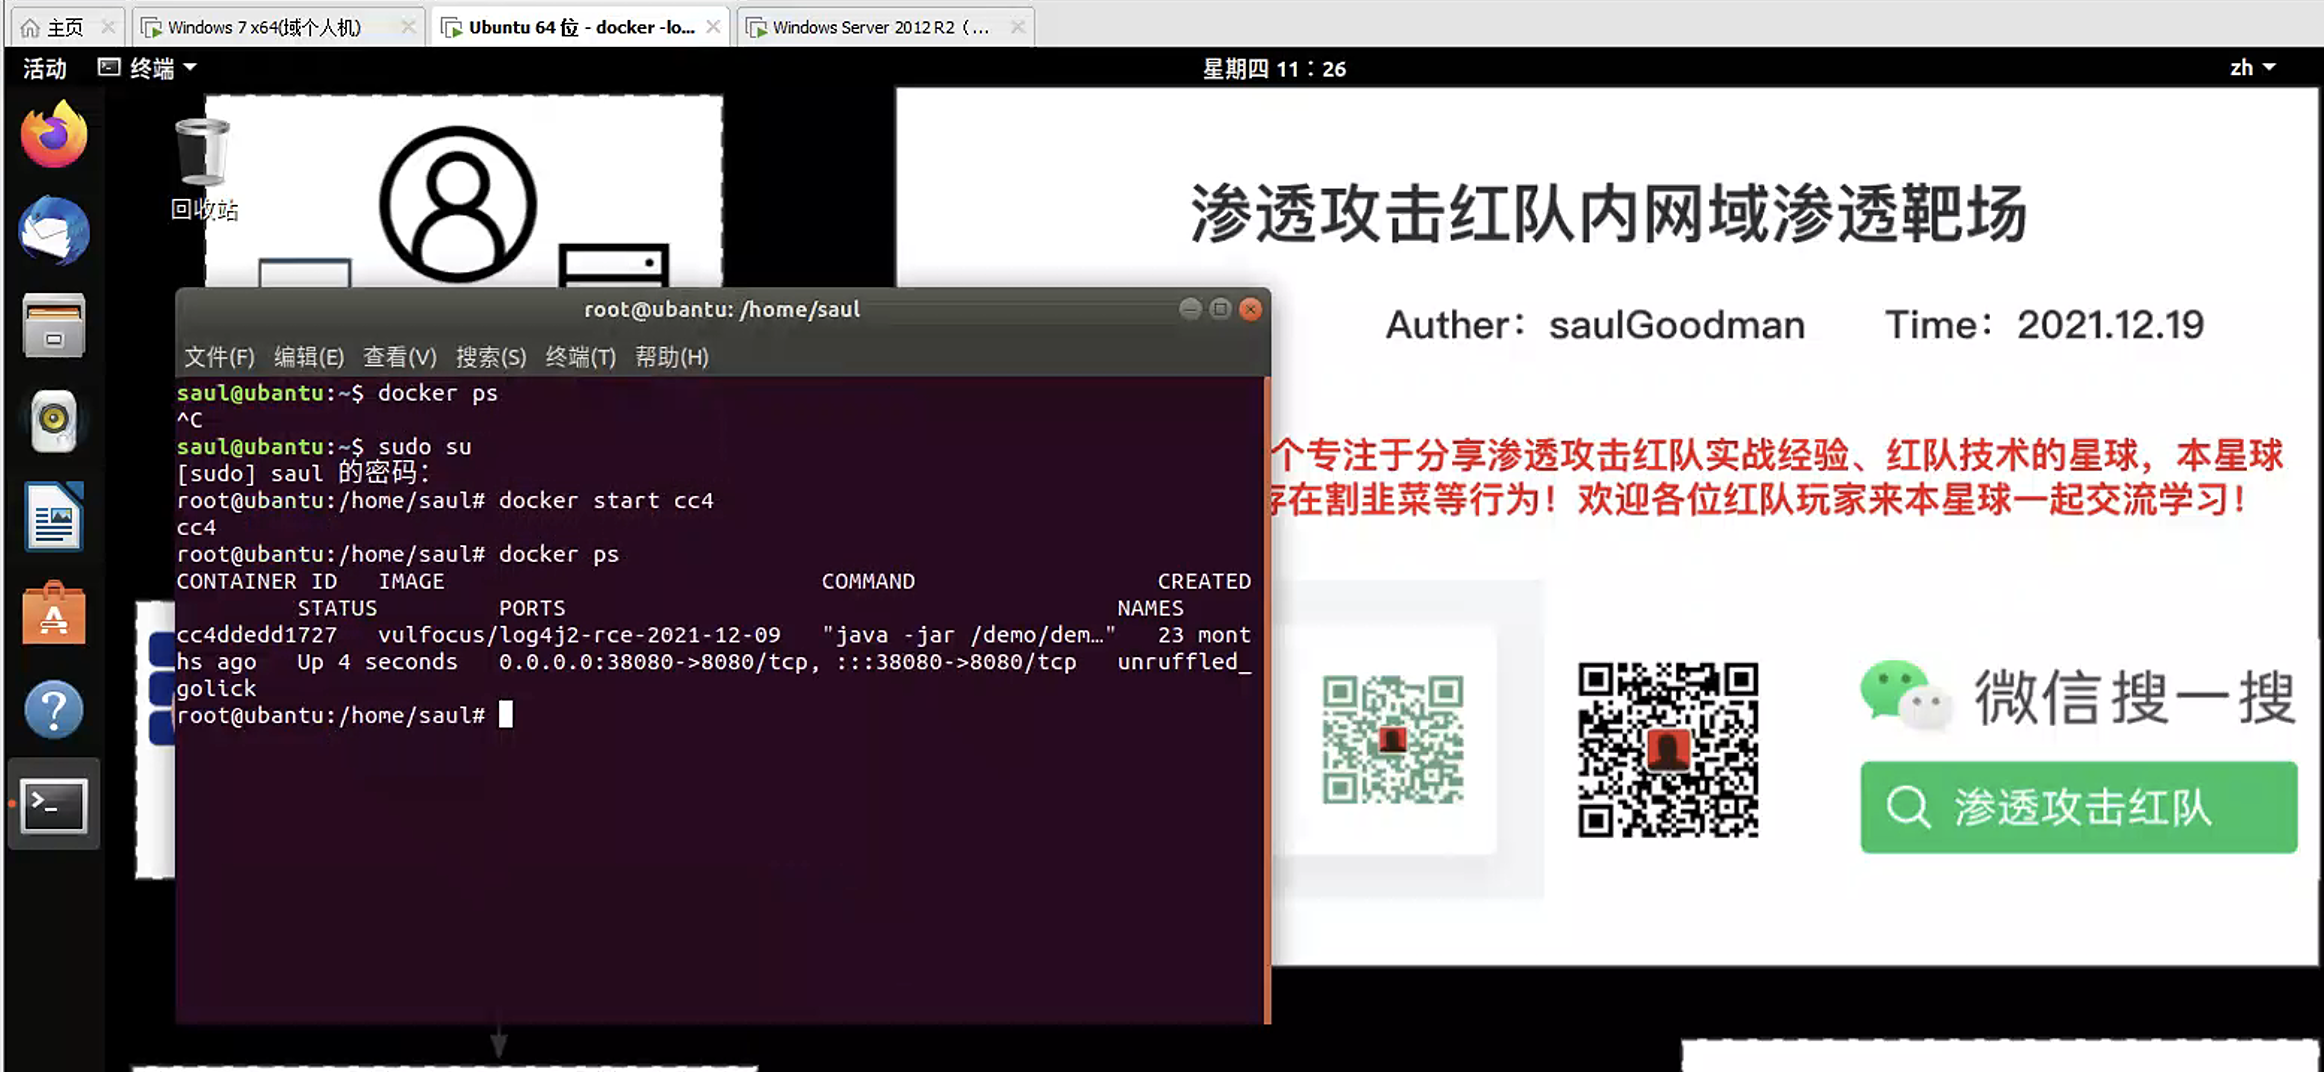 主页
Windows 7 x64(域个人机)
Ubuntu 64 位 - docker -lo...
Windows Server 2012 R2（...
活动
终端
星期四 11：26
zh
回收站
渗透攻击红队内网域渗透靶场
Auther：saulGoodman
Time：2021.12.19
root@ubantu: /home/saul
文件(F) 编辑(E) 查看(V) 搜索(S) 终端(T) 帮助(H)
saul@ubantu:~$ docker ps
^C
saul@ubantu:~$ sudo su
[sudo] saul 的密码：
root@ubantu:/home/saul# docker start cc4
cc4
root@ubantu:/home/saul# docker ps
CONTAINER ID   IMAGE                            COMMAND                  CREATED
         STATUS         PORTS                                         NAMES
cc4ddedd1727   vulfocus/log4j2-rce-2021-12-09   "java -jar /demo/dem…"   23 mont
hs ago   Up 4 seconds   0.0.0.0:38080->8080/tcp, :::38080->8080/tcp   unruffled_
golick
root@ubantu:/home/saul#
个专注于分享渗透攻击红队实战经验、红队技术的星球，本星球
存在割韭菜等行为！欢迎各位红队玩家来本星球一起交流学习！
微信搜一搜
渗透攻击红队